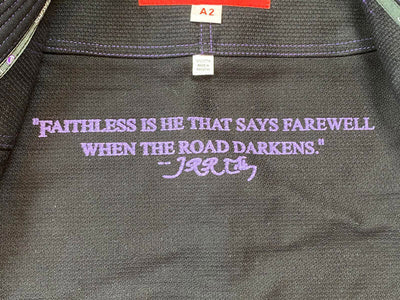 A2
"FAITHLESS IS HE THAT SAYS FAREWELL
WHEN THE ROAD DARKENS."